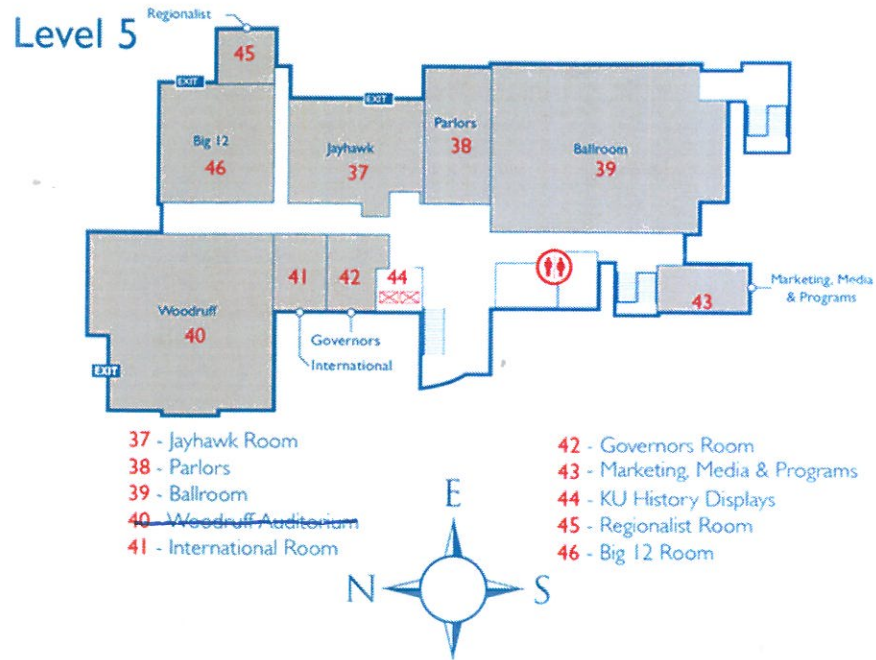 Level 5
Regionalist
45
EXIT
EXIT
Big 12
46
Jayhawk
37
Parlors
38
Ballroom
39
41
42
44
Woodruff
40
EXIT
Governors
International
43
Marketing, Media
& Programs
37 - Jayhawk Room
38 - Parlors
39 - Ballroom
40 - Woodruff Auditorium
41 - International Room
42 - Governors Room
43 - Marketing, Media & Programs
44 - KU History Displays
45 - Regionalist Room
46 - Big 12 Room
E
N
S